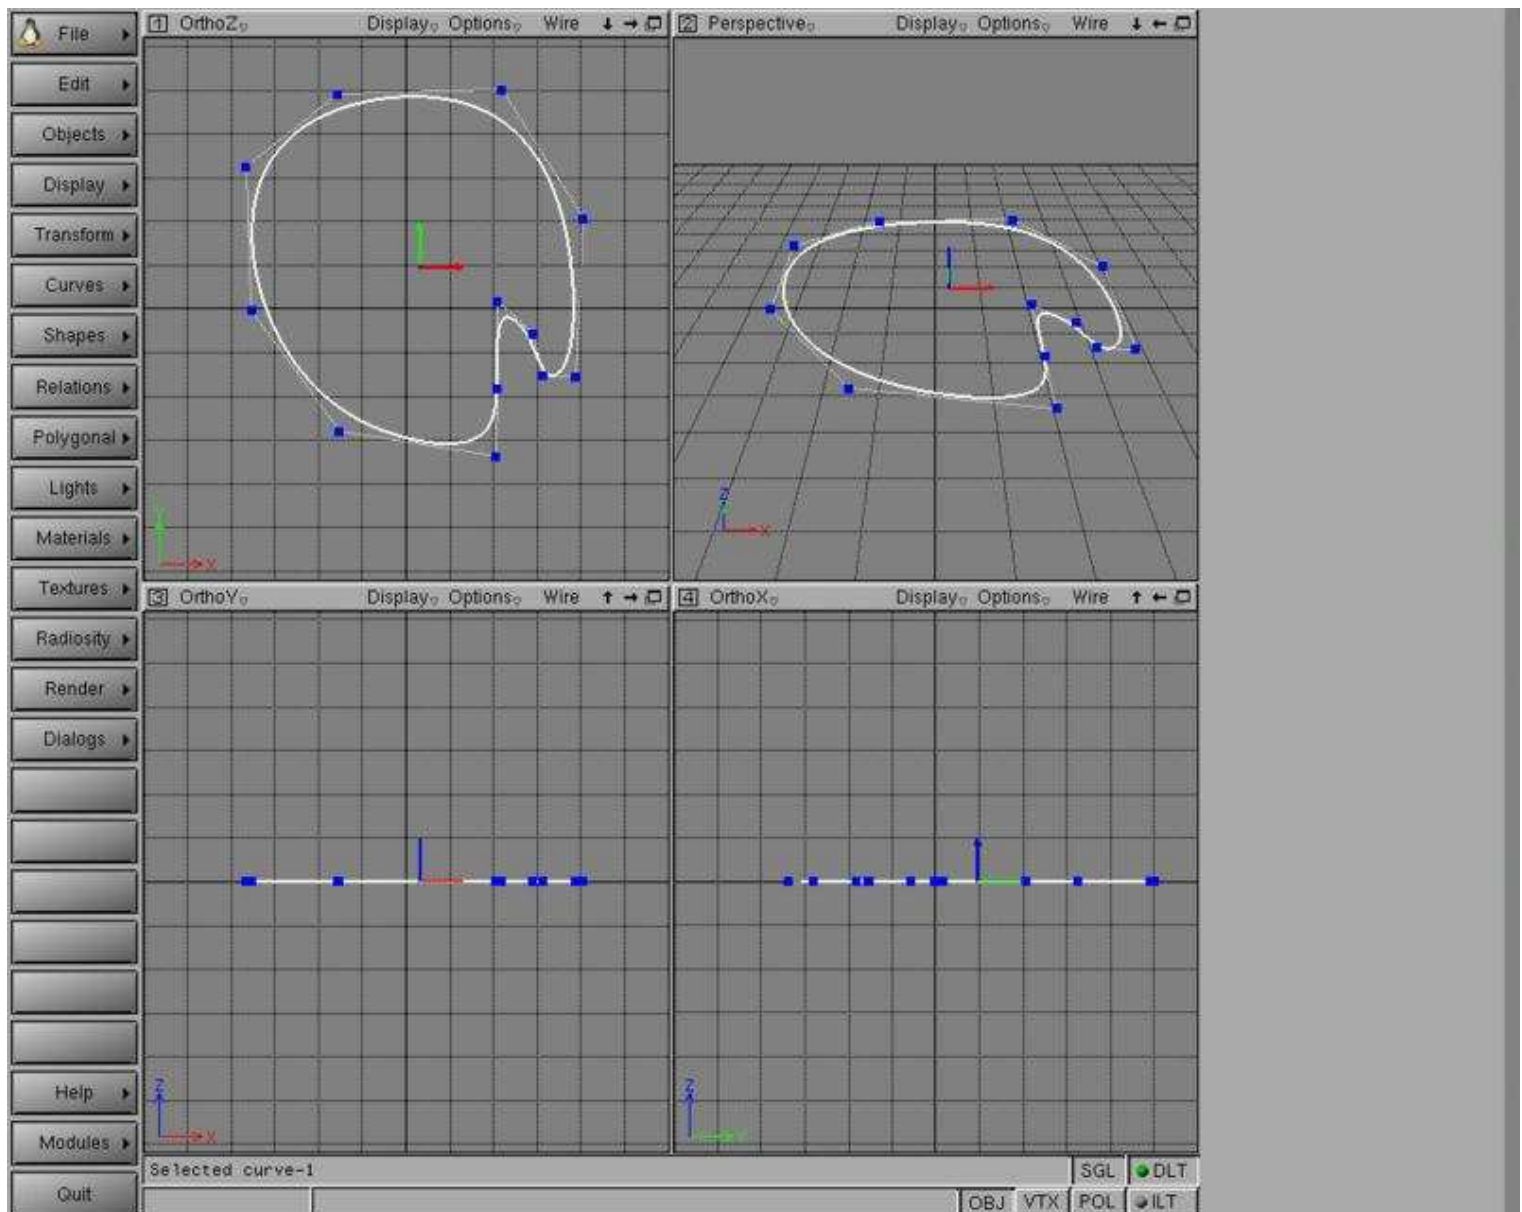 File
Edit
Objects
Display
Transform
Curves
Shapes
Relations
Polygonal
Lights
Materials
Textures
Radiosity
Render
Dialogs
Help
Modules
Quit
1 OrthoZ Display Options Wire
Y
X
2 Perspective Display Options Wire
Z
X
3 OrthoY Display Options Wire
Z
X
4 OrthoX Display Options Wire
Z
Y
Selected curve-1 SGL DLT
OBJ VTX POL ILT